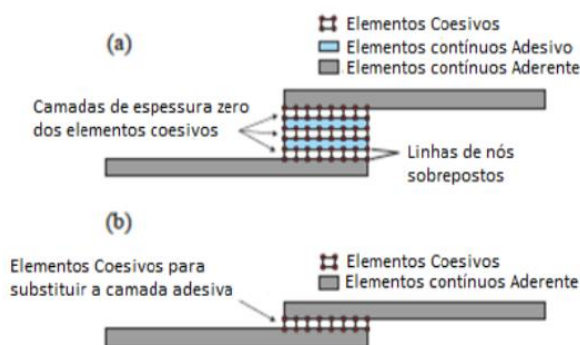 (a)
Elementos Coesivos
Elementos contínuos Adesivo
Elementos contínuos Aderente
Camadas de espessura zero
dos elementos coesivos
Linhas de nós
sobrepostos
(b)
Elementos Coesivos para
substituir a camada adesiva
Elementos Coesivos
Elementos contínuos Aderente